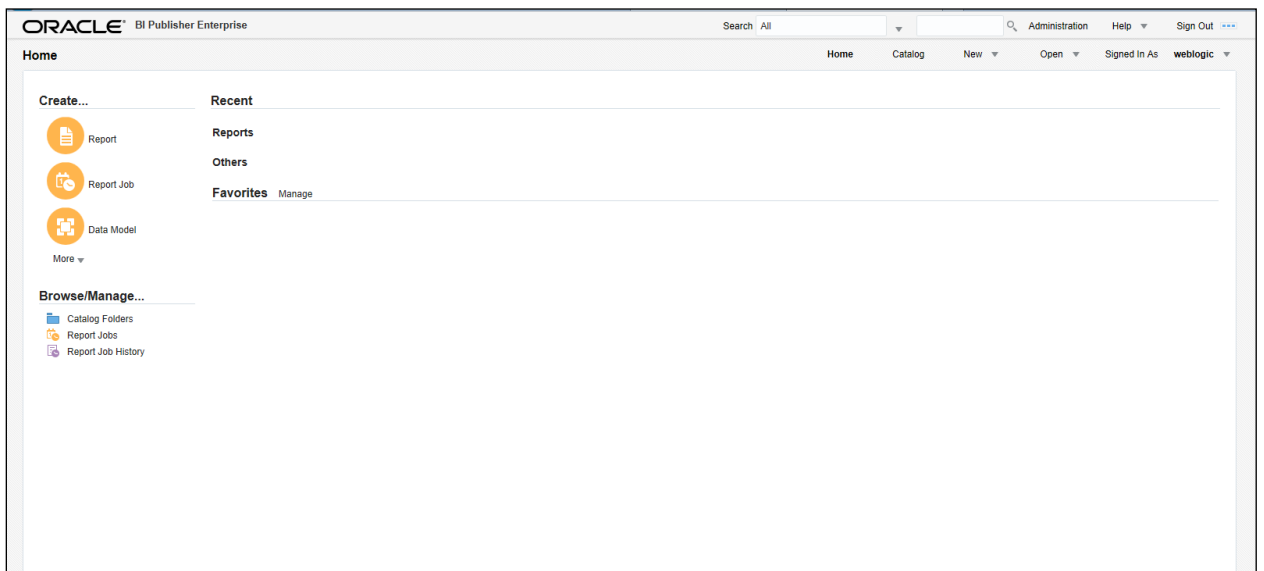 ORACLE BI Publisher Enterprise Search All Administration Help Sign Out
Home Home Catalog New Open Signed In As weblogic
Create...
Report
Report Job
Data Model
More
Browse/Manage...
Catalog Folders
Report Jobs
Report Job History
Recent
Reports
Others
Favorites Manage